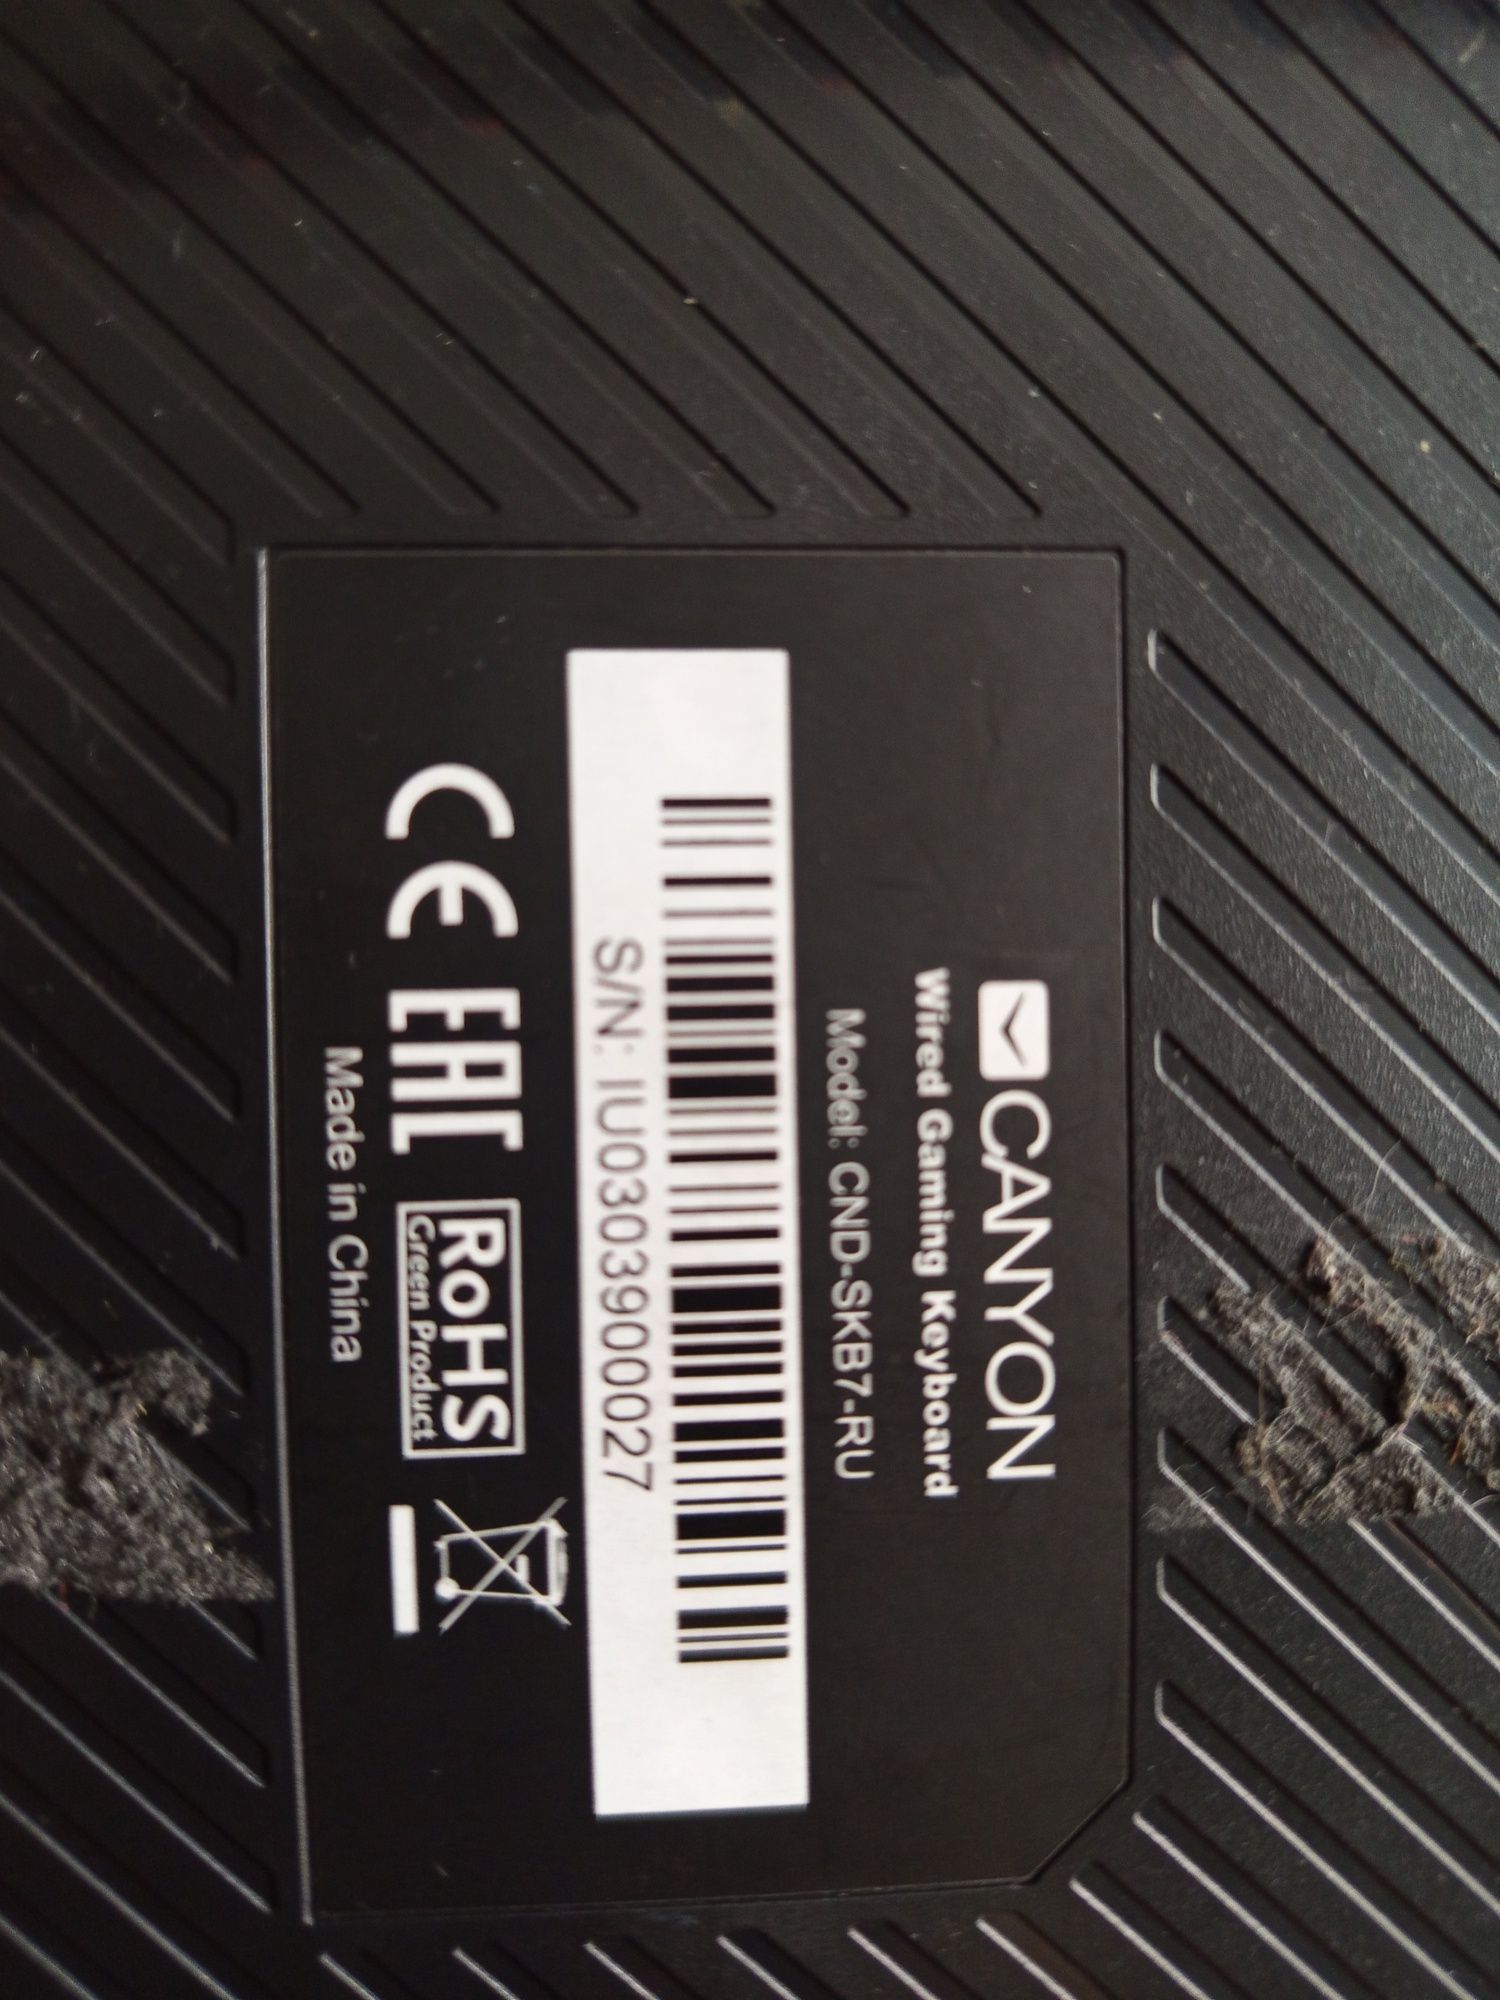 CANYON
Wired Gaming Keyboard
Model: CND-SKB7-RU
S/N: IU03039000027
CE EAC RoHS
Green Product
Made in China